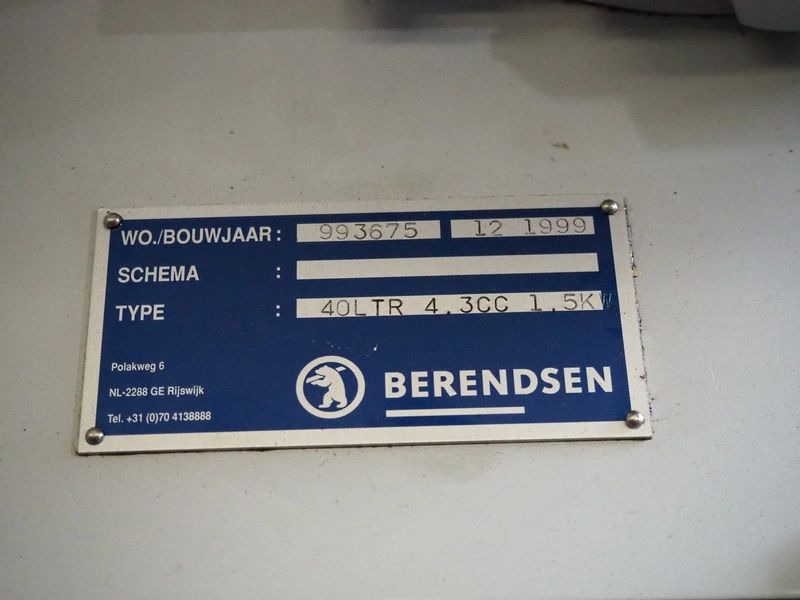 WO./BOUWJAAR: 993675 12 1999
SCHEMA :
TYPE : 40LTR 4.3CC 1.5KW
Polakweg 6
NL-2288 GE Rijswijk
Tel. +31 (0)70 4138888
BERENDSEN